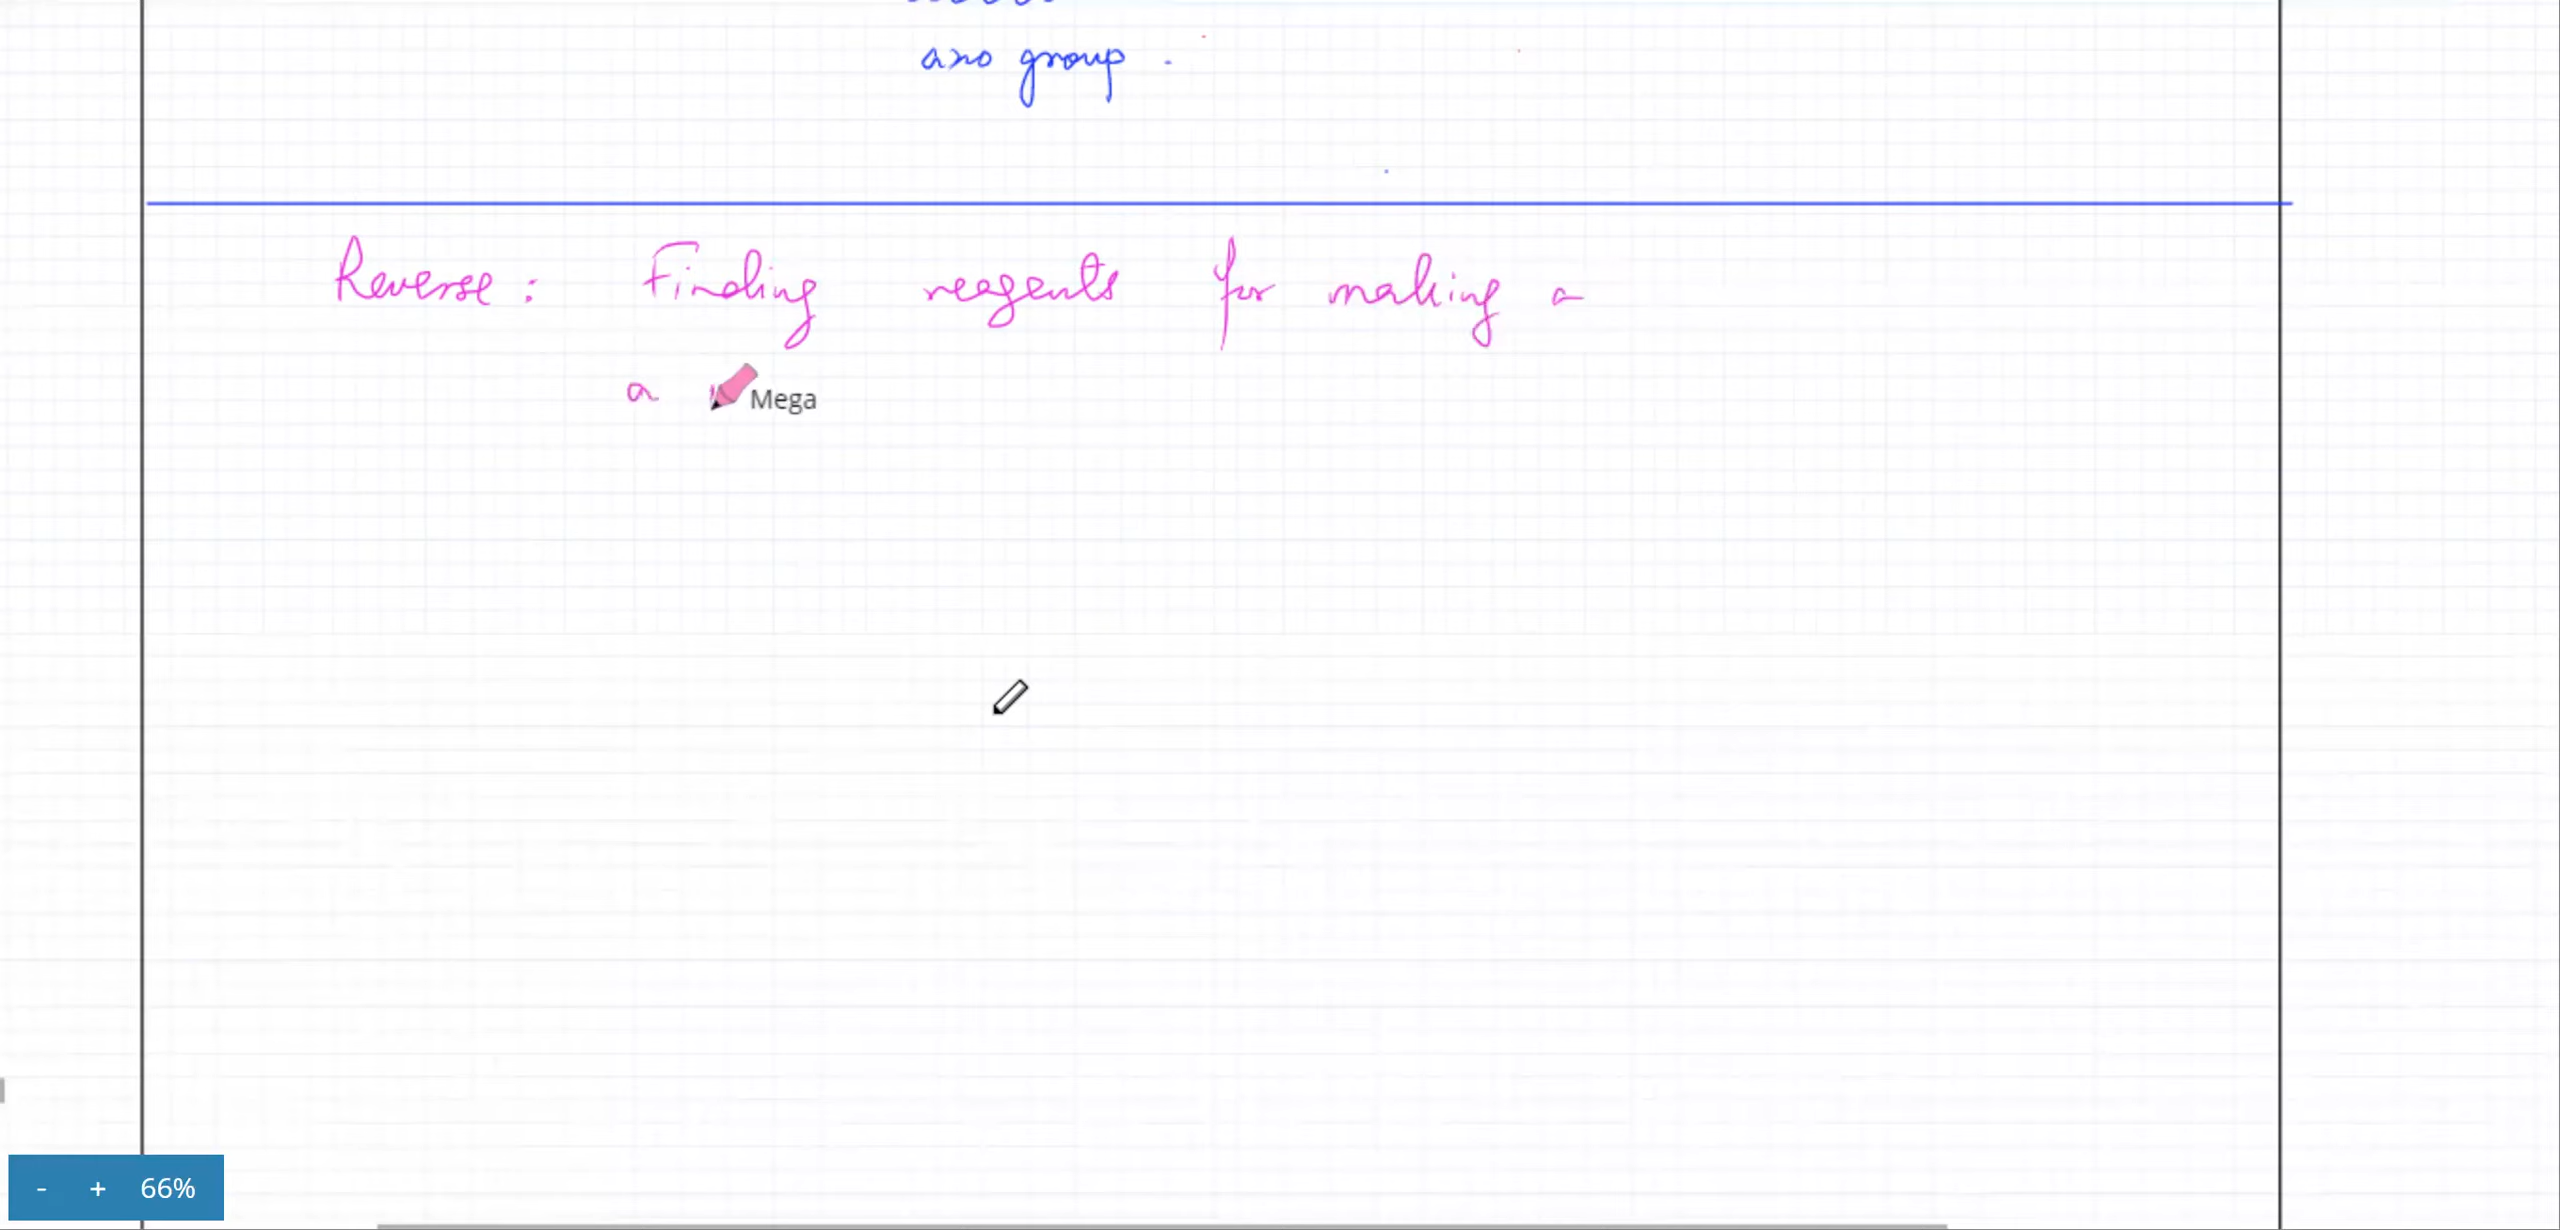 azo group .
Reverse : Finding reagents for making a
a
Mega
- + 66%